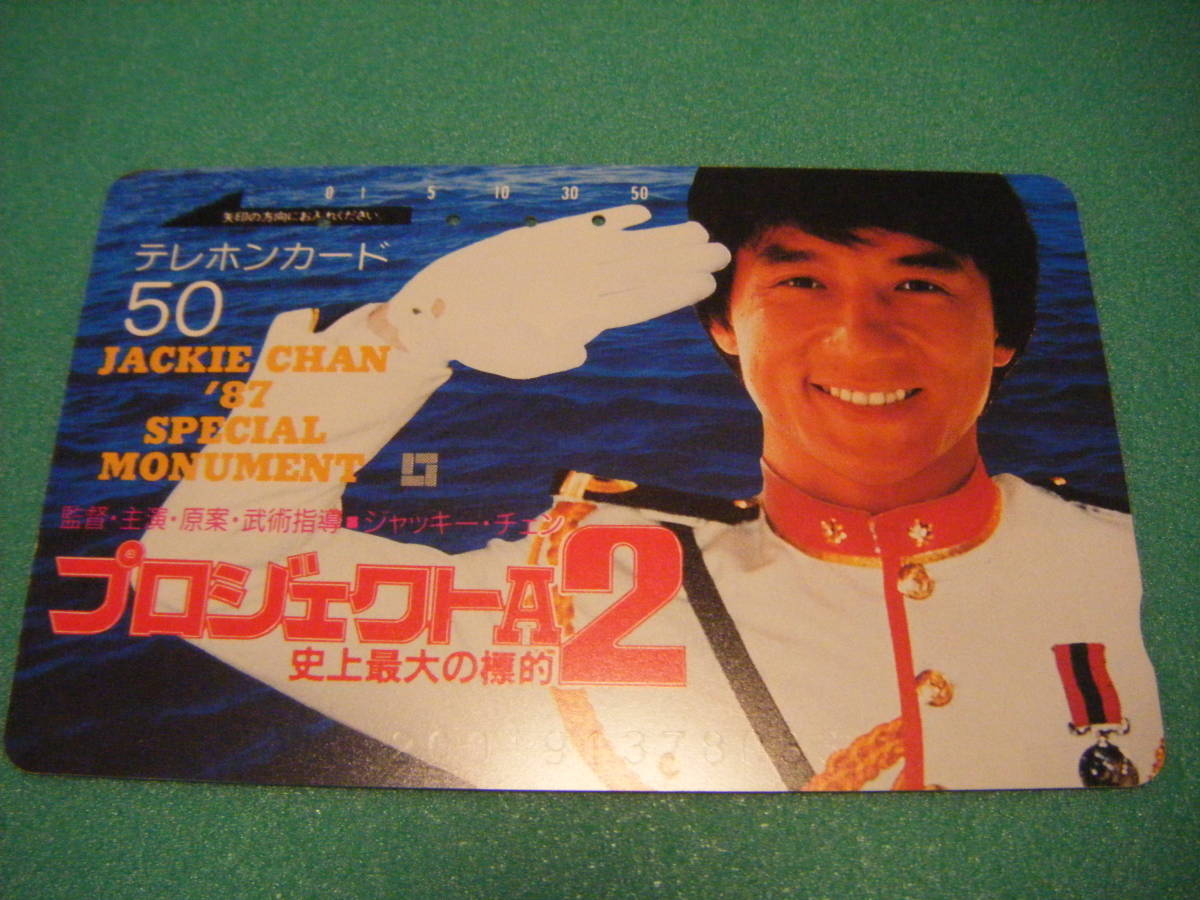 0 1 5 10 30 50
矢印の方向にお入れください
テレホンカード
50
JACKIE CHAN
'87
SPECIAL
MONUMENT
監督・主演・原案・武術指導■ジャッキー・チェン
プロジェクトA2
史上最大の標的